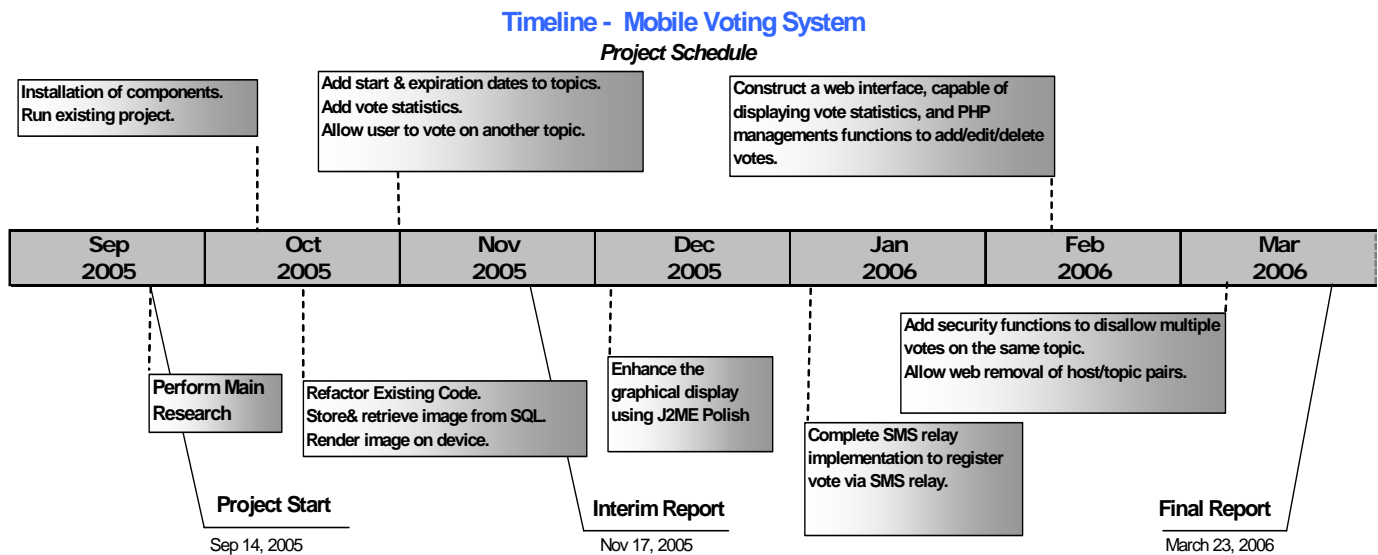 Timeline - Mobile Voting System
Project Schedule
Installation of components.
Run existing project.
Add start & expiration dates to topics.
Add vote statistics.
Allow user to vote on another topic.
Construct a web interface, capable of
displaying vote statistics, and PHP
managements functions to add/edit/delete
votes.
Sep
2005
Oct
2005
Nov
2005
Dec
2005
Jan
2006
Feb
2006
Mar
2006
Perform Main
Research
Refactor Existing Code.
Store& retrieve image from SQL.
Render image on device.
Enhance the
graphical display
using J2ME Polish
Complete SMS relay
implementation to register
vote via SMS relay.
Add security functions to disallow multiple
votes on the same topic.
Allow web removal of host/topic pairs.
Project Start
Sep 14, 2005
Interim Report
Nov 17, 2005
Final Report
March 23, 2006